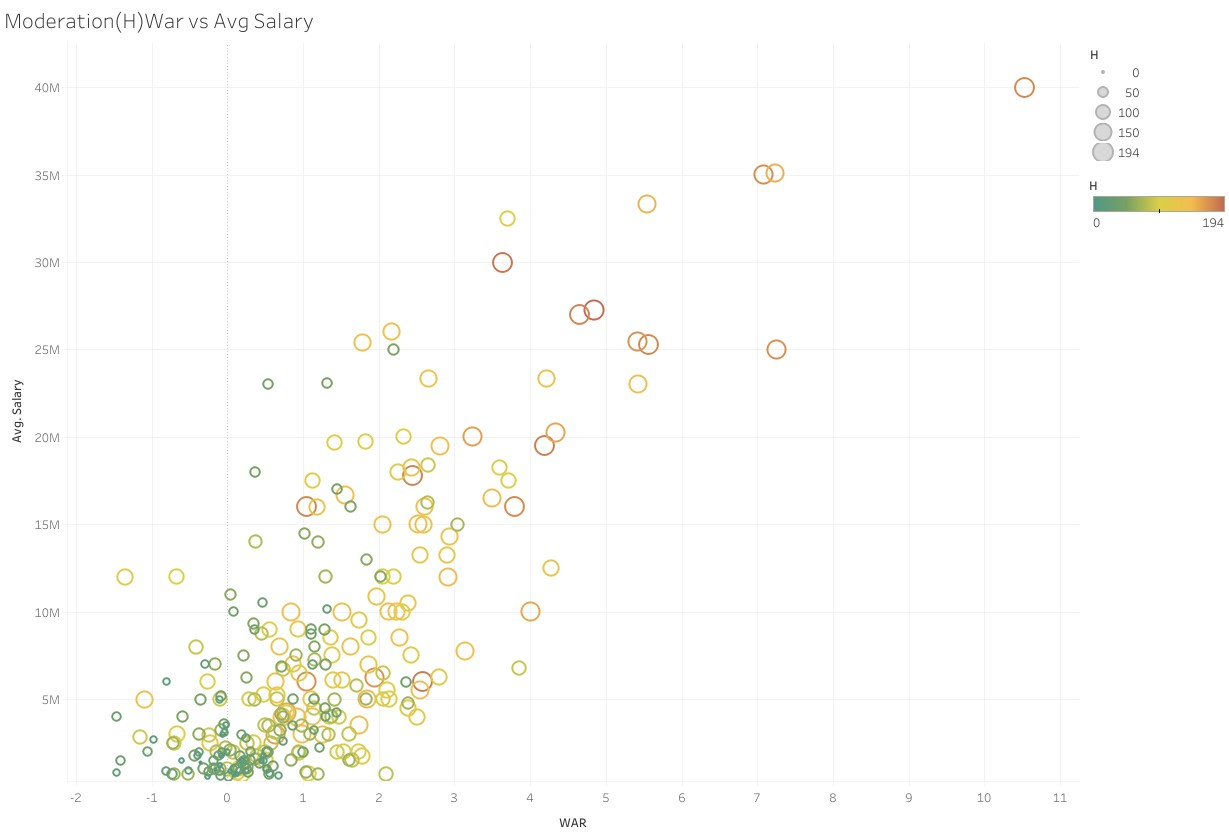 Moderation(H)War vs Avg Salary
H
0
50
100
150
194
H
0 194
40M
35M
30M
25M
20M
15M
10M
5M
Avg. Salary
-2 -1 0 1 2 3 4 5 6 7 8 9 10 11
WAR